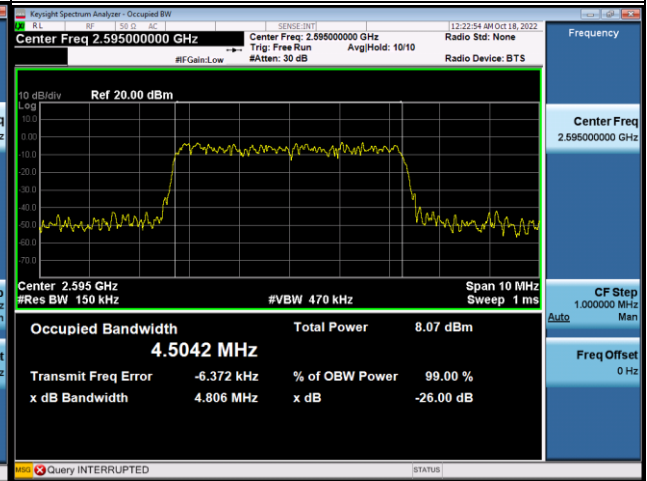 Keysight Spectrum Analyzer - Occupied BW
RL RF 50 Ω AC SENSE:INT 12:22:54 AM Oct 18, 2022
Center Freq 2.595000000 GHz
Center Freq: 2.595000000 GHz
Radio Std: None
Trig: Free Run Avg|Hold: 10/10
#IFGain:Low #Atten: 30 dB Radio Device: BTS
Frequency
10 dB/div Ref 20.00 dBm
Log
10.0
0.00
-10.0
-20.0
-30.0
-40.0
-50.0
-60.0
-70.0
Center 2.595 GHz Span 10 MHz
#Res BW 150 kHz #VBW 470 kHz Sweep 1 ms
Occupied Bandwidth Total Power 8.07 dBm
4.5042 MHz
Transmit Freq Error -6.372 kHz % of OBW Power 99.00 %
x dB Bandwidth 4.806 MHz x dB -26.00 dB
Center Freq
2.595000000 GHz
CF Step
1.000000 MHz
Auto Man
Freq Offset
0 Hz
MSG Query INTERRUPTED STATUS